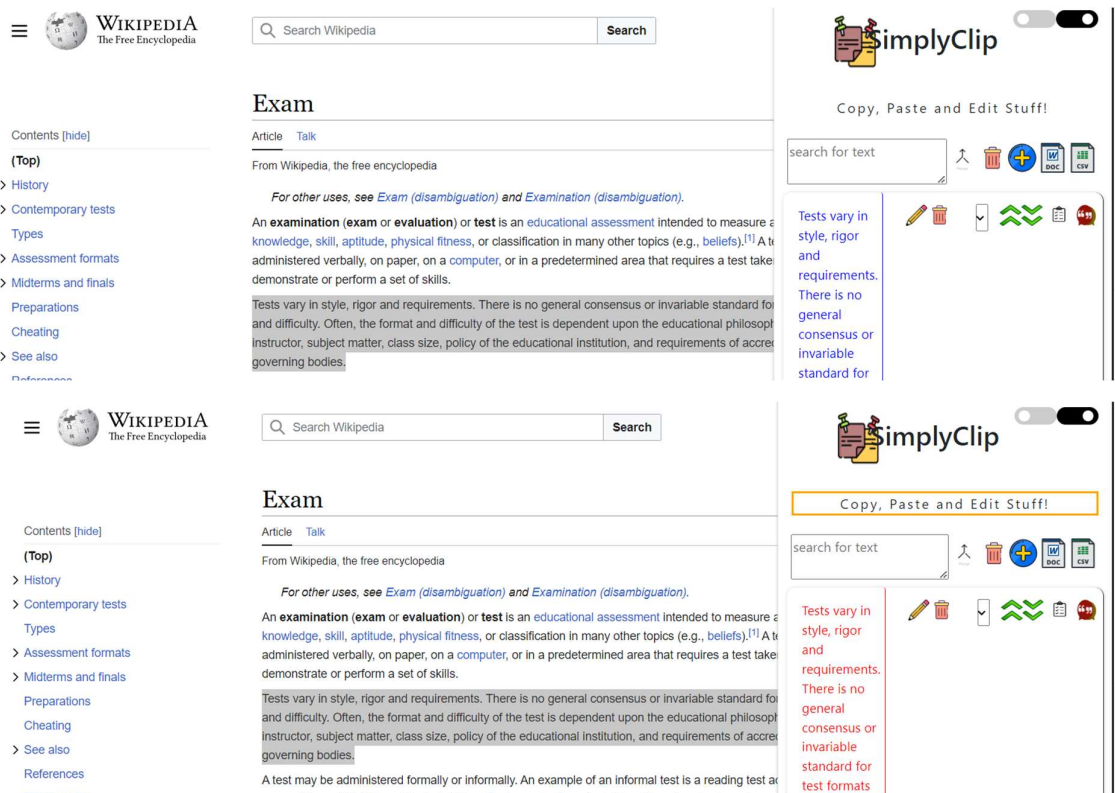 WIKIPEDIA
The Free Encyclopedia
Search Wikipedia
Search
Contents [hide]
(Top)
History
Contemporary tests
Types
Assessment formats
Midterms and finals
Preparations
Cheating
See also
References
Exam
Article Talk
From Wikipedia, the free encyclopedia
For other uses, see Exam (disambiguation) and Examination (disambiguation).
An examination (exam or evaluation) or test is an educational assessment intended to measure a
knowledge, skill, aptitude, physical fitness, or classification in many other topics (e.g., beliefs).[1] A te
administered verbally, on paper, on a computer, or in a predetermined area that requires a test take
demonstrate or perform a set of skills.
Tests vary in style, rigor and requirements. There is no general consensus or invariable standard fo
and difficulty. Often, the format and difficulty of the test is dependent upon the educational philosoph
instructor, subject matter, class size, policy of the educational institution, and requirements of accred
governing bodies.
SimplyClip
Copy, Paste and Edit Stuff!
search for text
DOC
CSV
Tests vary in
style, rigor
and
requirements.
There is no
general
consensus or
invariable
standard for
WIKIPEDIA
The Free Encyclopedia
Search Wikipedia
Search
Contents [hide]
(Top)
History
Contemporary tests
Types
Assessment formats
Midterms and finals
Preparations
Cheating
See also
References
Exam
Article Talk
From Wikipedia, the free encyclopedia
For other uses, see Exam (disambiguation) and Examination (disambiguation).
An examination (exam or evaluation) or test is an educational assessment intended to measure a
knowledge, skill, aptitude, physical fitness, or classification in many other topics (e.g., beliefs).[1] A te
administered verbally, on paper, on a computer, or in a predetermined area that requires a test take
demonstrate or perform a set of skills.
Tests vary in style, rigor and requirements. There is no general consensus or invariable standard fo
and difficulty. Often, the format and difficulty of the test is dependent upon the educational philosoph
instructor, subject matter, class size, policy of the educational institution, and requirements of accred
governing bodies.
A test may be administered formally or informally. An example of an informal test is a reading test ad
SimplyClip
Copy, Paste and Edit Stuff!
search for text
DOC
CSV
Tests vary in
style, rigor
and
requirements.
There is no
general
consensus or
invariable
standard for
test formats